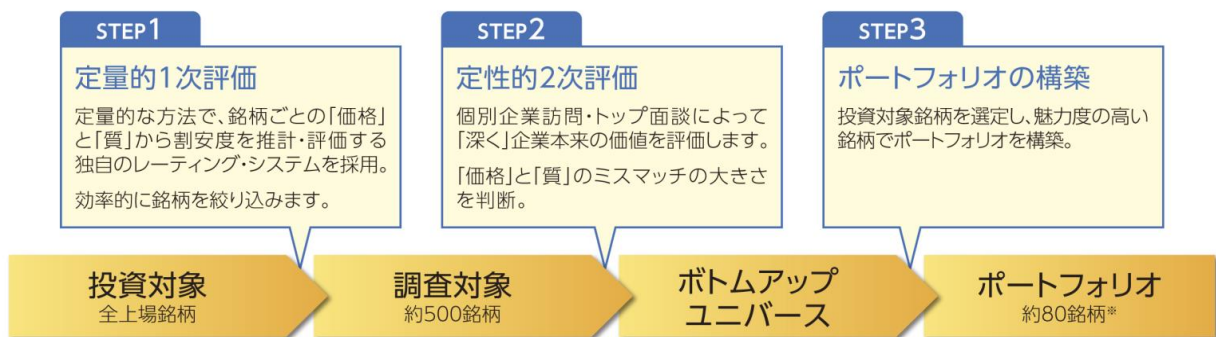 STEP1
定量的1次評価
定量的な方法で、銘柄ごとの「価格」
と「質」から割安度を推計・評価する
独自のレーティング・システムを採用。
効率的に銘柄を絞り込みます。
STEP2
定性的2次評価
個別企業訪問・トップ面談によって
「深く」企業本来の価値を評価します。
「価格」と「質」のミスマッチの大きさ
を判断。
STEP3
ポートフォリオの構築
投資対象銘柄を選定し、魅力度の高い
銘柄でポートフォリオを構築。
投資対象
全上場銘柄
調査対象
約500銘柄
ボトムアップ
ユニバース
ポートフォリオ
約80銘柄※